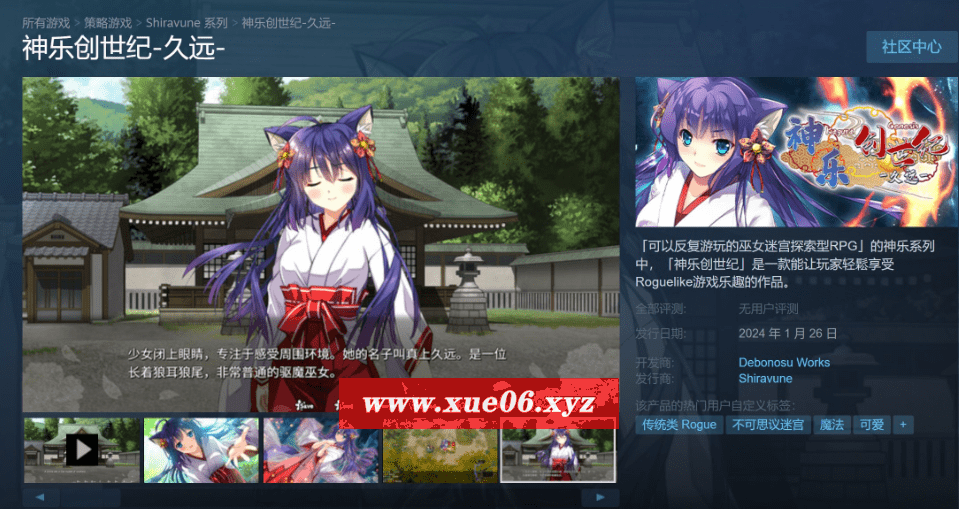 所有游戏 > 策略游戏 > Shiravune 系列 > 神乐创世纪-久远-
神乐创世纪-久远-
社区中心
少女闭上眼睛，专注于感受周围环境。她的名子叫真上久远。是一位
长着狼耳狼尾，非常普通的驱魔巫女。
Save
www.xue06.xyz
神乐创世纪
-久远-
「可以反复游玩的巫女迷宫探索型RPG」的神乐系列
中，「神乐创世纪」是一款能让玩家轻鬆享受
Roguelike游戏乐趣的作品。
全部评测: 无用户评测
发行日期: 2024 年 1 月 26 日
开发商: Debonosu Works
发行商: Shiravune
该产品的热门用户自定义标签:
传统类 Rogue 不可思议迷宫 魔法 可爱 +